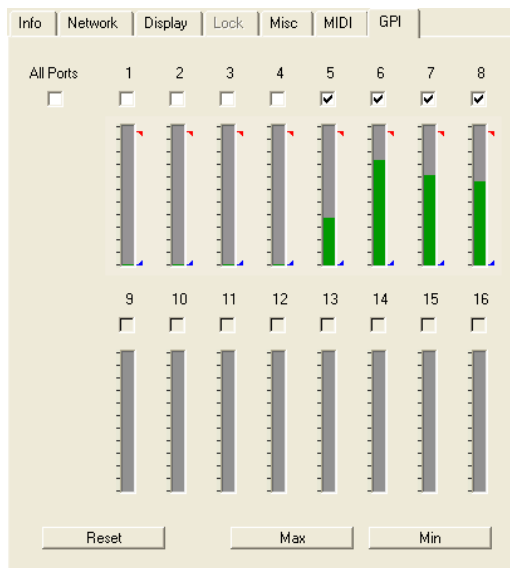 Info Network Display Lock Misc MIDI GPI
All Ports 1 2 3 4 5 6 7 8
9 10 11 12 13 14 15 16
Reset Max Min